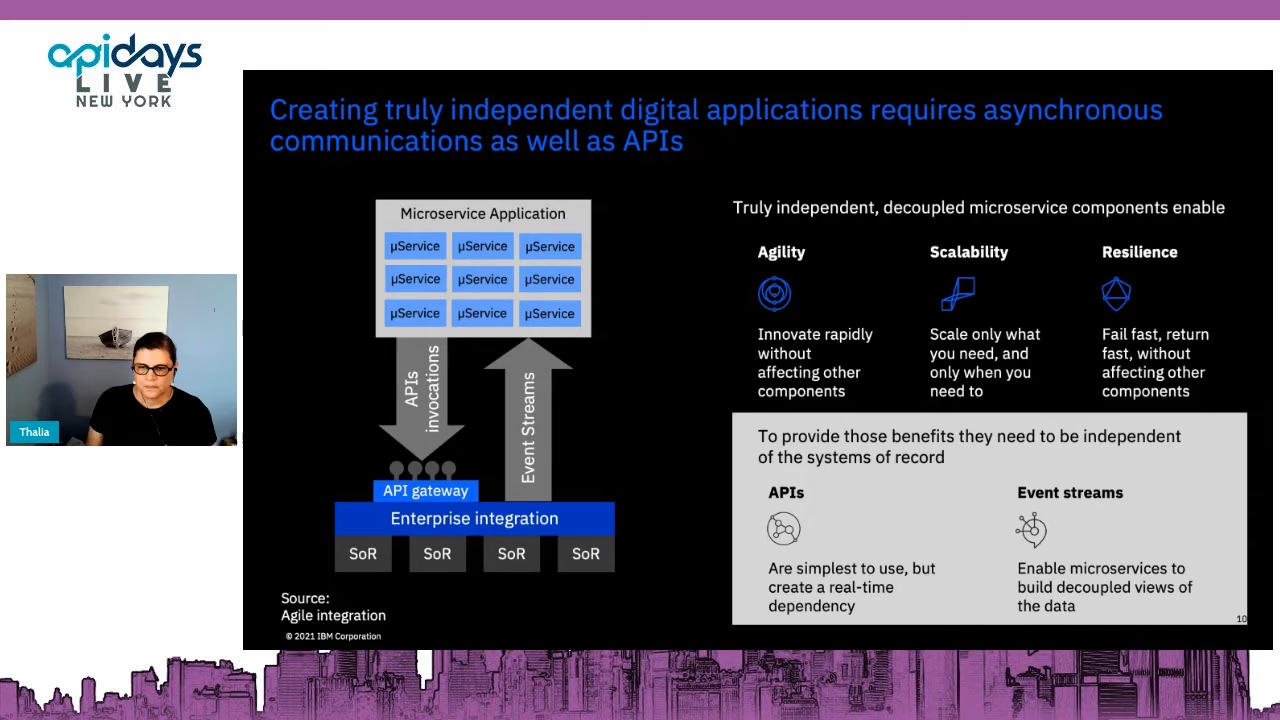 apidays
LIVE
NEW YORK
Thalia
Creating truly independent digital applications requires asynchronous
communications as well as APIs
Microservice Application
µService µService µService
µService µService µService
µService µService µService
APIs
invocations
Event Streams
API gateway
Enterprise integration
SoR SoR SoR SoR
Source:
Agile integration
© 2021 IBM Corporation
Truly independent, decoupled microservice components enable
Agility
Innovate rapidly
without
affecting other
components
Scalability
Scale only what
you need, and
only when you
need to
Resilience
Fail fast, return
fast, without
affecting other
components
To provide those benefits they need to be independent
of the systems of record
APIs
Are simplest to use, but
create a real-time
dependency
Event streams
Enable microservices to
build decoupled views of
the data
10